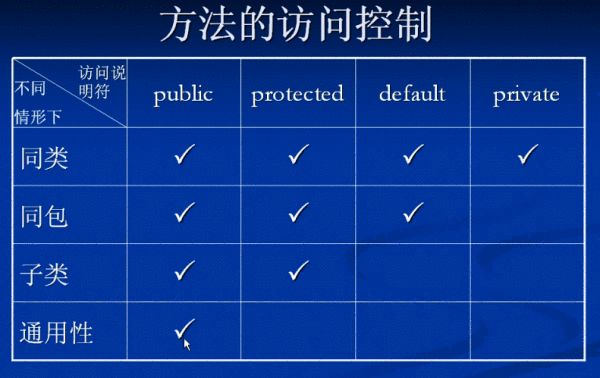 方法的访问控制
访问说
明符
不同
情形下
public protected default private
同类 ✓ ✓ ✓ ✓
同包 ✓ ✓ ✓
子类 ✓ ✓
通用性 ✓